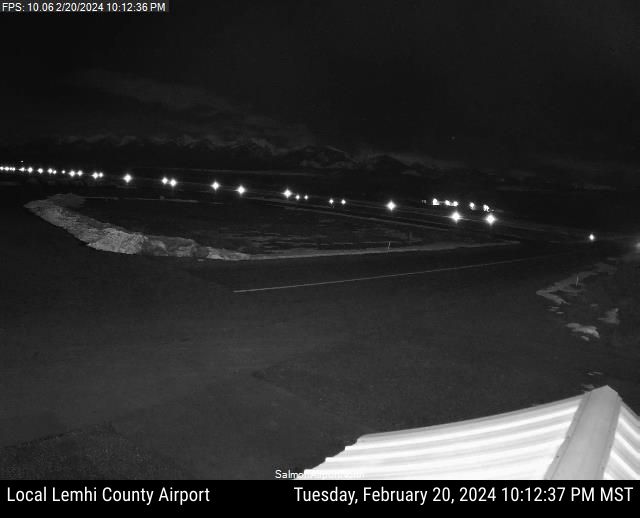 FPS: 10.06 2/20/2024 10:12:36 PM
Local Lemhi County Airport
Tuesday, February 20, 2024 10:12:37 PM MST